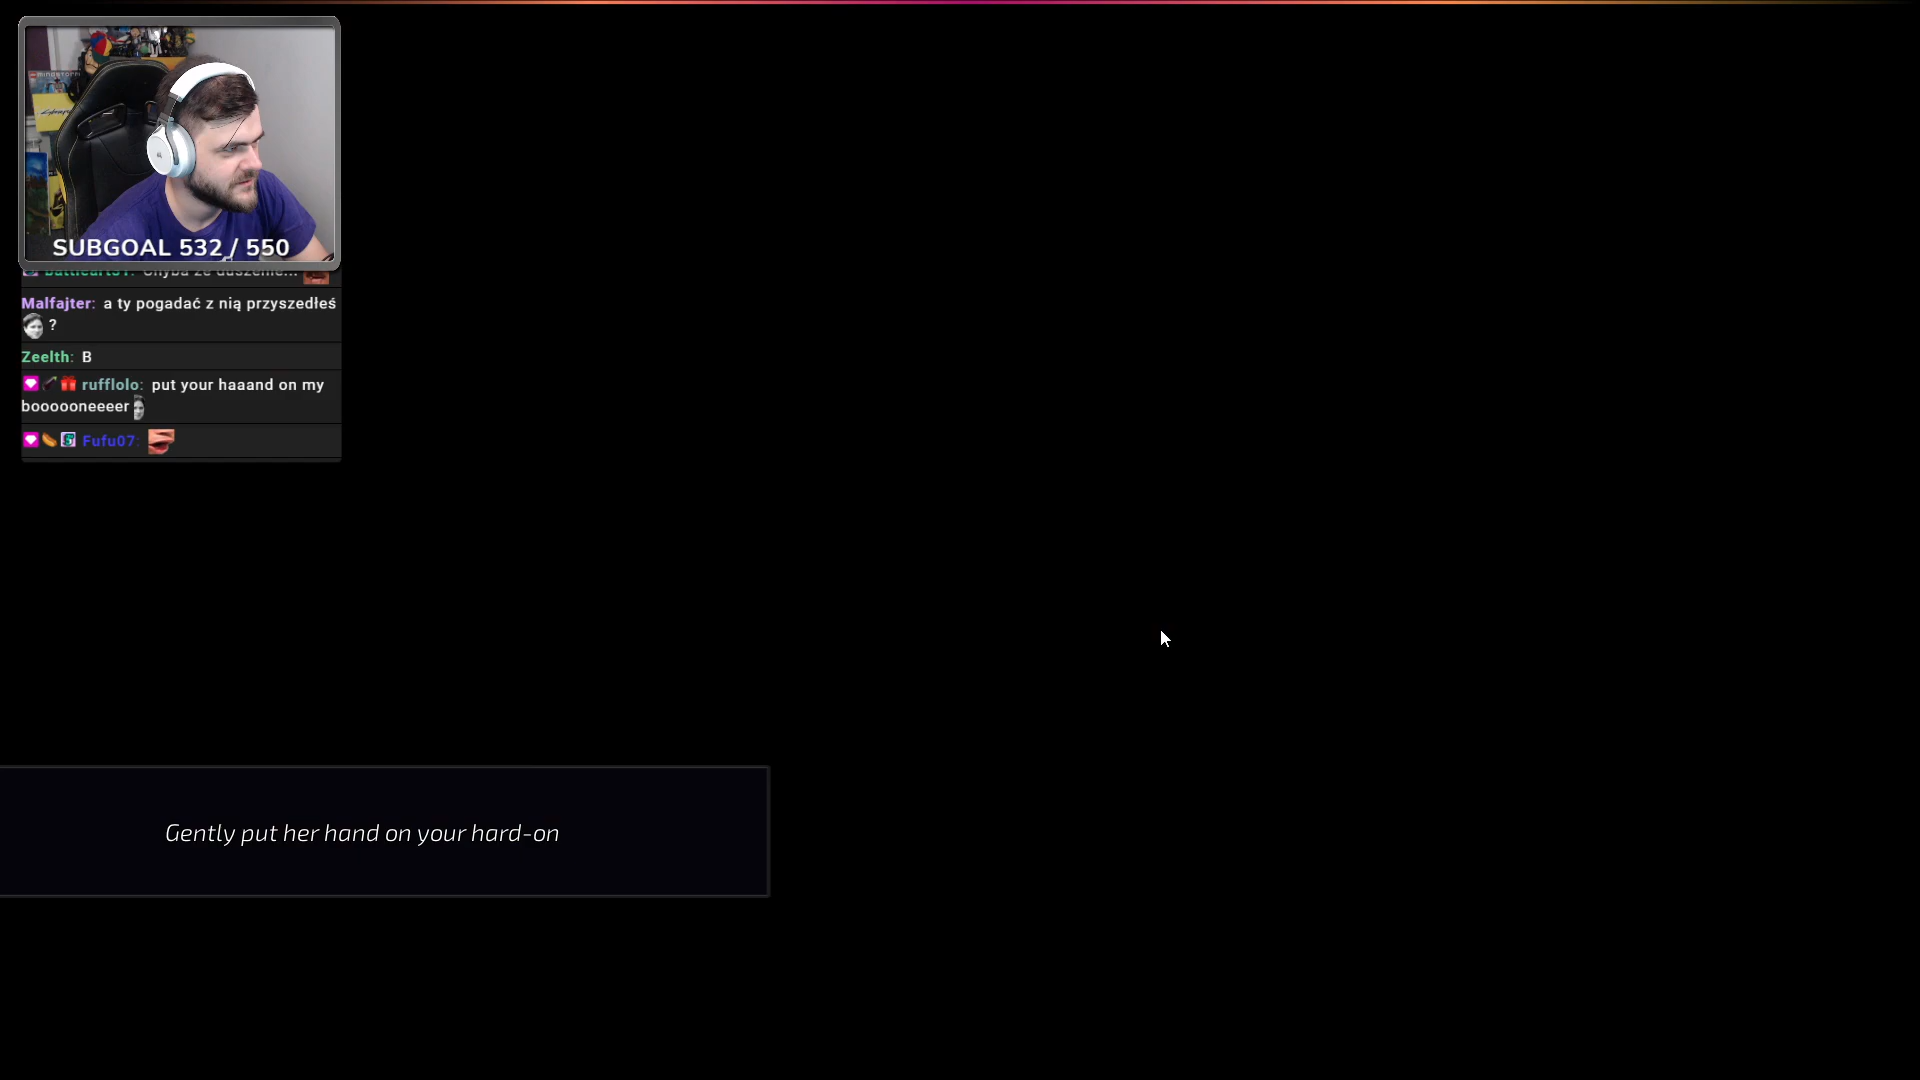 SUBGOAL 532 / 550
Malfajter: a ty pogadać z nią przyszedłeś
?
Zeelth: B
rufflolo: put your haaand on my
boooooneeeer
Fufu07:
Gently put her hand on your hard-on